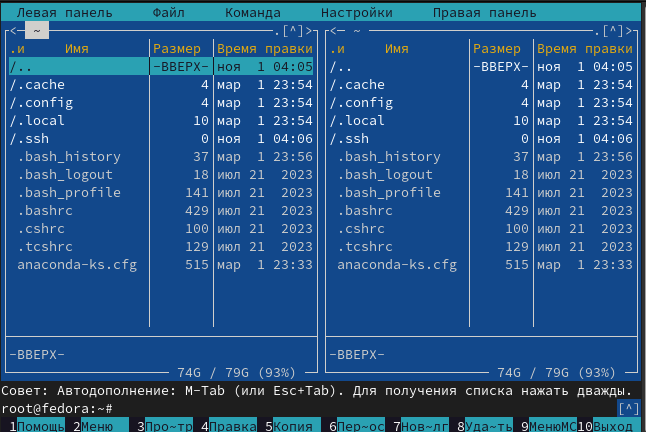 Левая панель Файл Команда Настройки Правая панель
<─ ~ .[^]> <─ ~ .[^]>
.и Имя Размер Время правки .и Имя Размер Время правки
/.. -ВВЕРХ- ноя 1 04:05 /.. -ВВЕРХ- ноя 1 04:05
/.cache 4 мар 1 23:54 /.cache 4 мар 1 23:54
/.config 4 мар 1 23:54 /.config 4 мар 1 23:54
/.local 10 мар 1 23:54 /.local 10 мар 1 23:54
/.ssh 0 ноя 1 04:06 /.ssh 0 ноя 1 04:06
.bash_history 37 мар 1 23:56 .bash_history 37 мар 1 23:56
.bash_logout 18 июл 21 2023 .bash_logout 18 июл 21 2023
.bash_profile 141 июл 21 2023 .bash_profile 141 июл 21 2023
.bashrc 429 июл 21 2023 .bashrc 429 июл 21 2023
.cshrc 100 июл 21 2023 .cshrc 100 июл 21 2023
.tcshrc 129 июл 21 2023 .tcshrc 129 июл 21 2023
anaconda-ks.cfg 515 мар 1 23:33 anaconda-ks.cfg 515 мар 1 23:33
-ВВЕРХ- -ВВЕРХ-
74G / 79G (93%) 74G / 79G (93%)
Совет: Автодополнение: M-Tab (или Esc+Tab). Для получения списка нажать дважды.
root@fedora:~# [^]
1Помощь 2Меню 3Про~тр 4Правка 5Копия 6Пер~ос 7Нов~лг 8Уда~ть 9МенюMC 10Выход